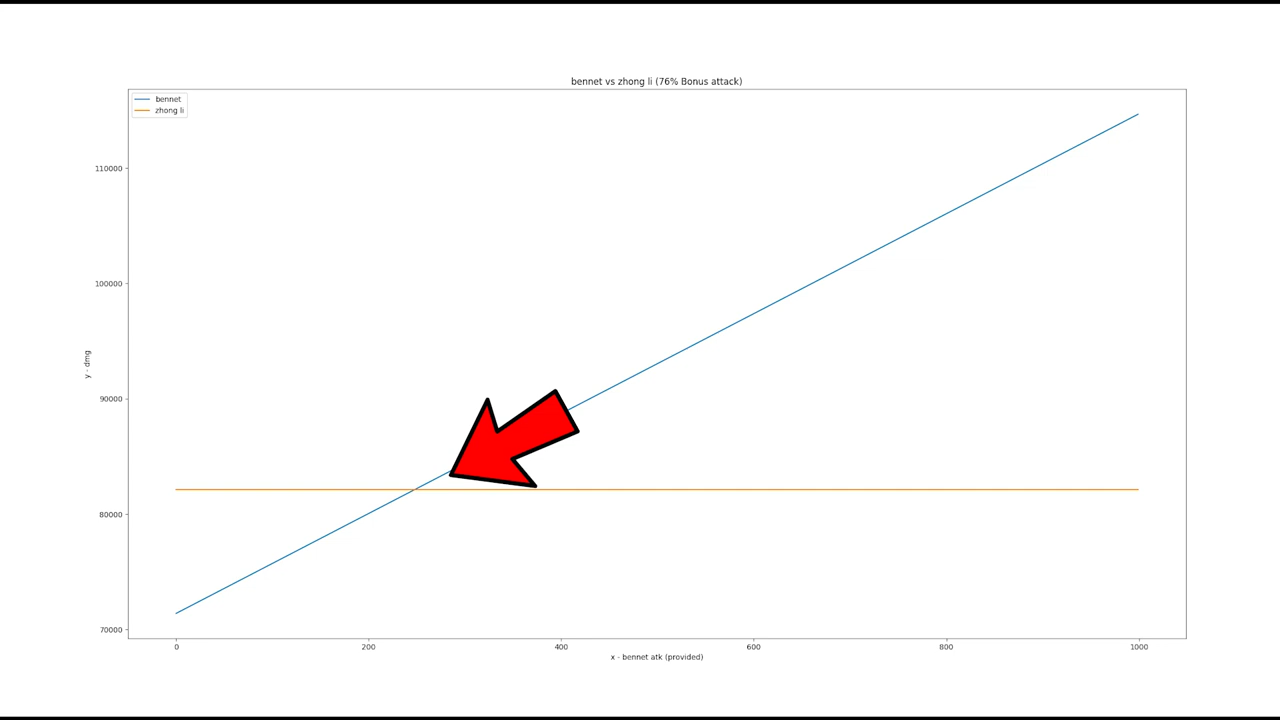 bennet vs zhong li (76% Bonus attack)
bennet
zhong li
110000
100000
90000
80000
70000
y - dmg
0 200 400 600 800 1000
x - bennet atk (provided)